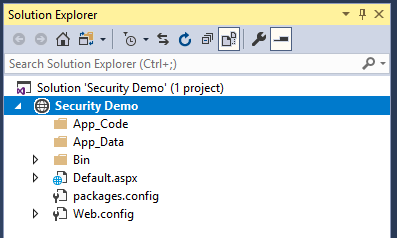 Solution Explorer
Search Solution Explorer (Ctrl+;)
Solution 'Security Demo' (1 project)
Security Demo
App_Code
App_Data
Bin
Default.aspx
packages.config
Web.config